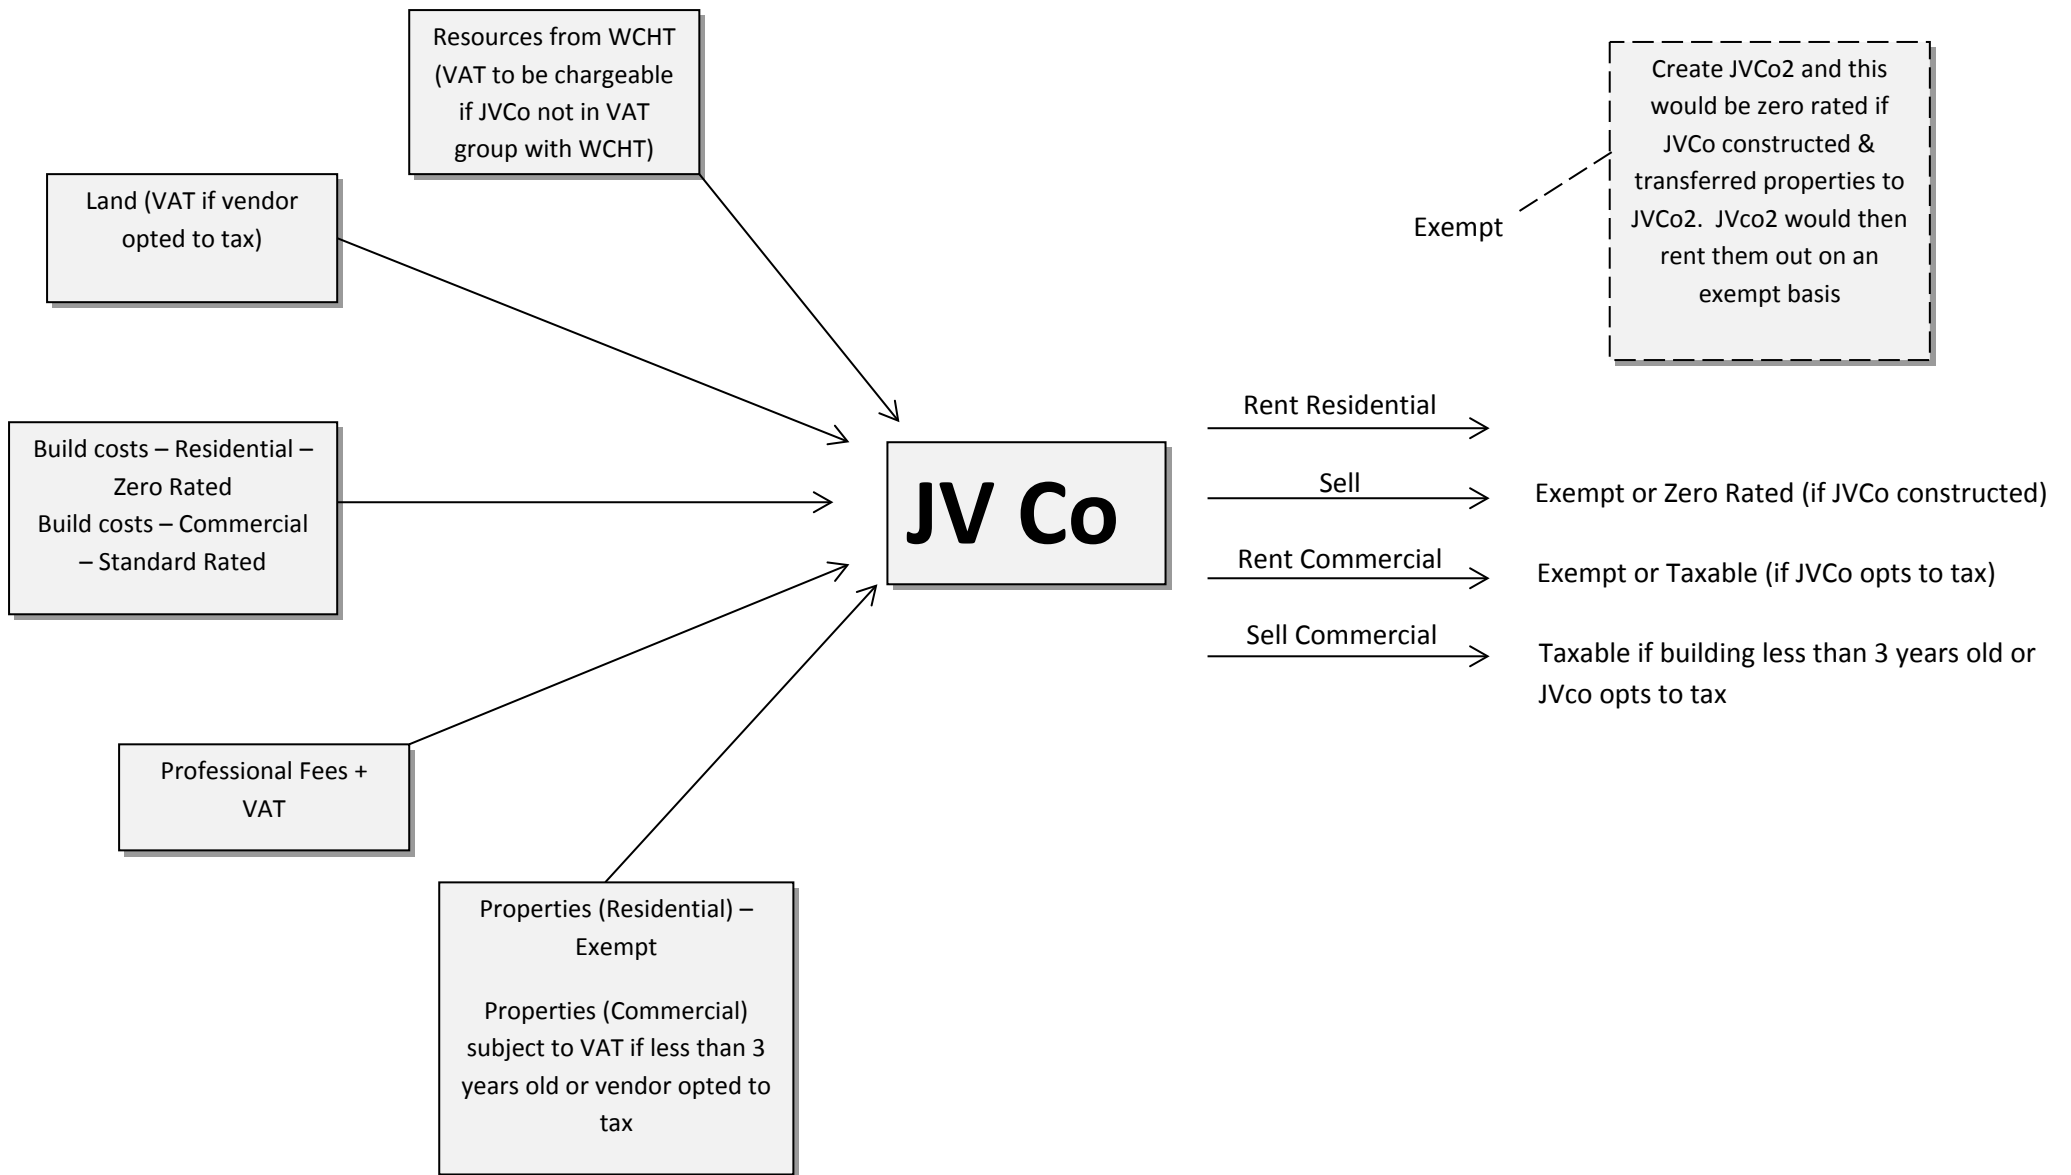 Resources from WCHT
(VAT to be chargeable
if JVCo not in VAT
group with WCHT)
Create JVCo2 and this
would be zero rated if
JVCo constructed &
transferred properties to
JVCo2.  JVco2 would then
rent them out on an
exempt basis
Land (VAT if vendor
opted to tax)
Exempt
Build costs – Residential –
Zero Rated
Build costs – Commercial
– Standard Rated
JV Co
Rent Residential
Sell
Exempt or Zero Rated (if JVCo constructed)
Rent Commercial
Exempt or Taxable (if JVCo opts to tax)
Sell Commercial
Taxable if building less than 3 years old or
JVco opts to tax
Professional Fees +
VAT
Properties (Residential) –
Exempt
Properties (Commercial)
subject to VAT if less than 3
years old or vendor opted to
tax